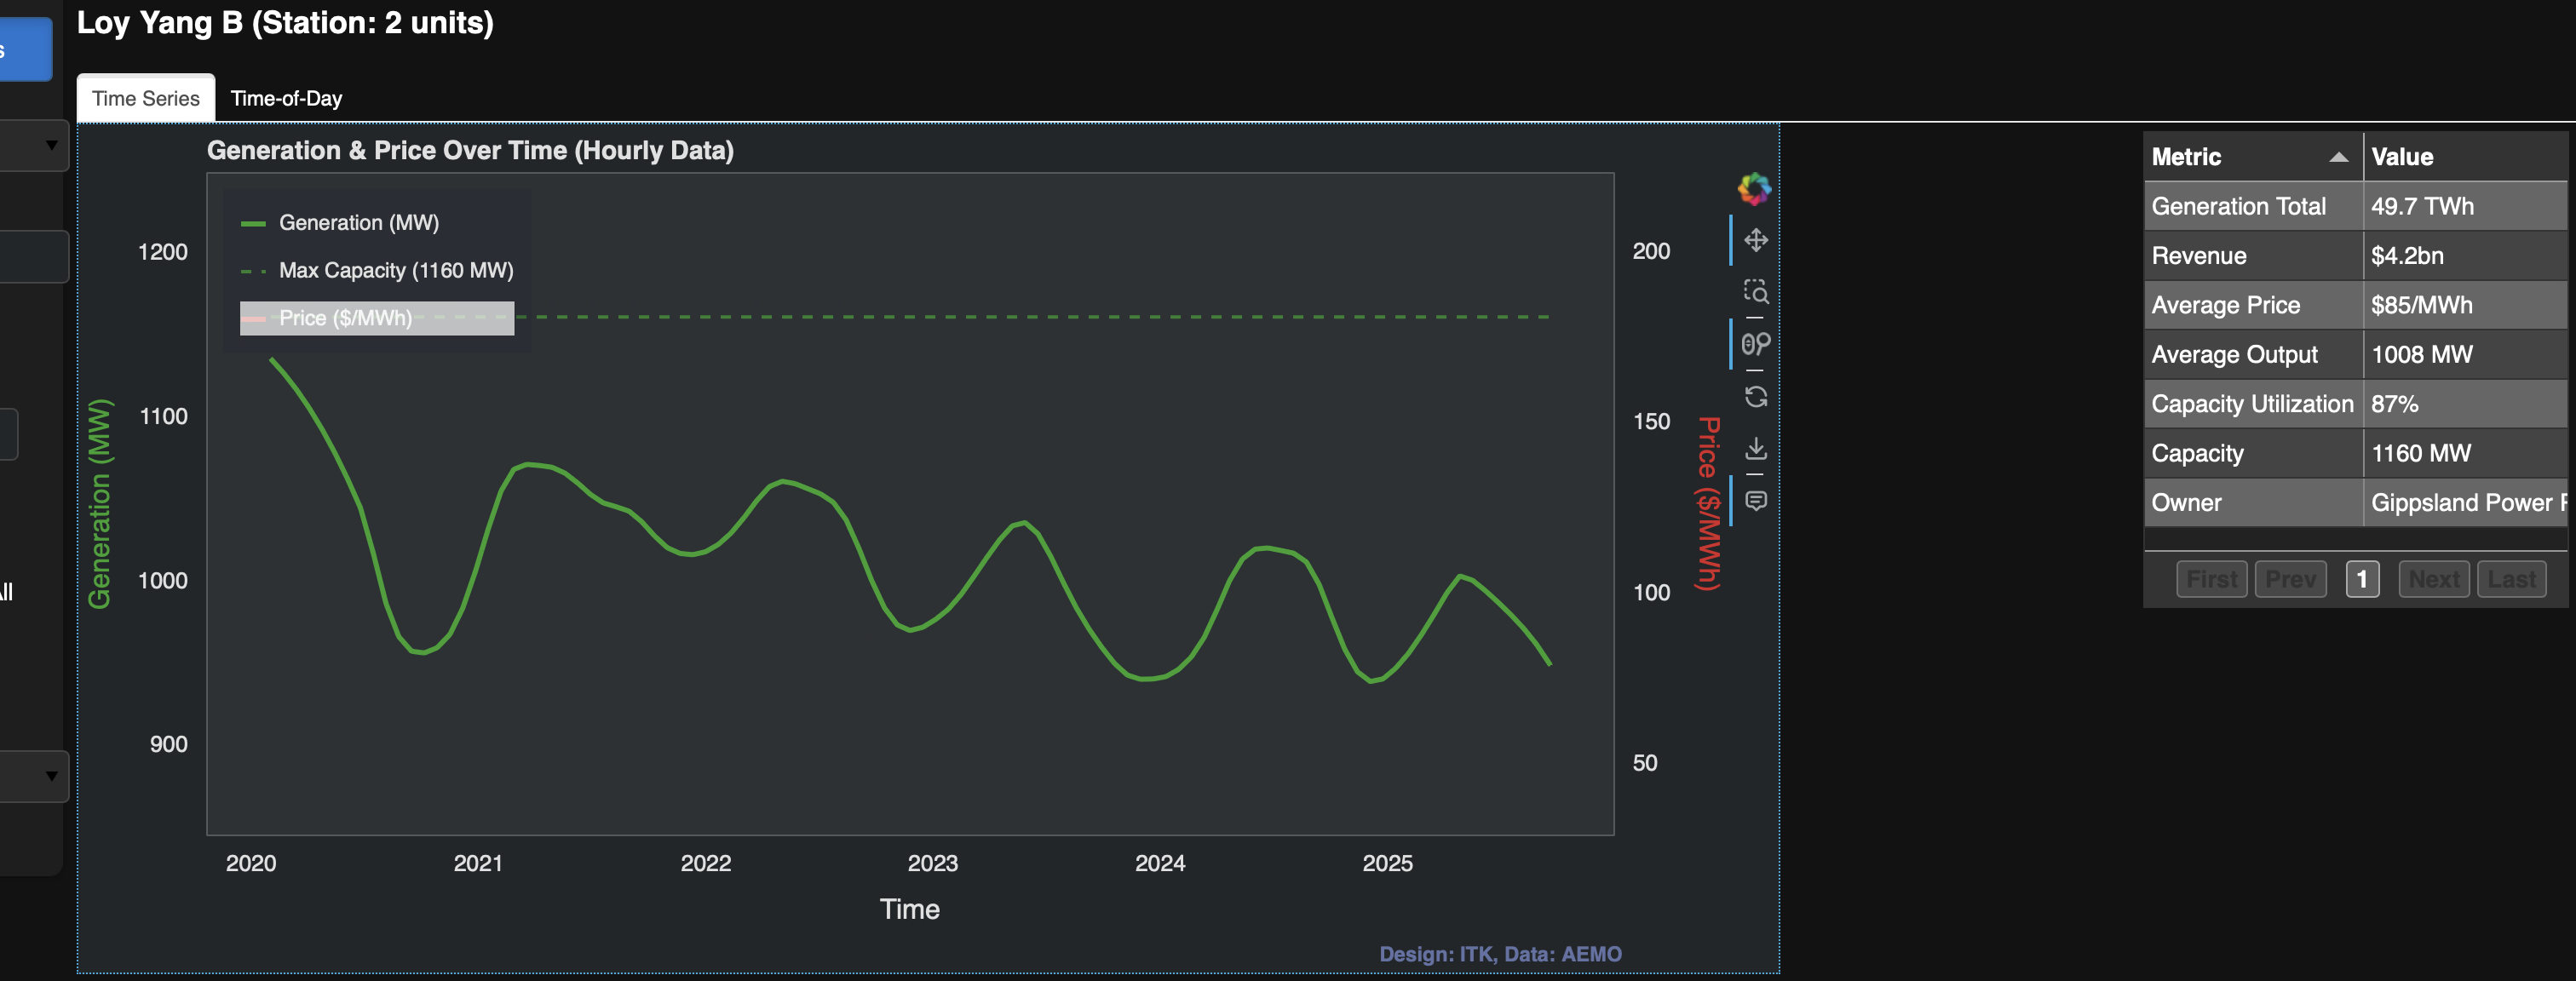 Loy Yang B (Station: 2 units)
s
Time Series
Time-of-Day
Generation & Price Over Time (Hourly Data)
Generation (MW)
Max Capacity (1160 MW)
Price ($/MWh)
1200
1100
1000
900
Generation (MW)
200
150
100
50
Price ($/MWh)
2020 2021 2022 2023 2024 2025
Time
Design: ITK, Data: AEMO
Metric Value
Generation Total 49.7 TWh
Revenue $4.2bn
Average Price $85/MWh
Average Output 1008 MW
Capacity Utilization 87%
Capacity 1160 MW
Owner Gippsland Power
First Prev 1 Next Last